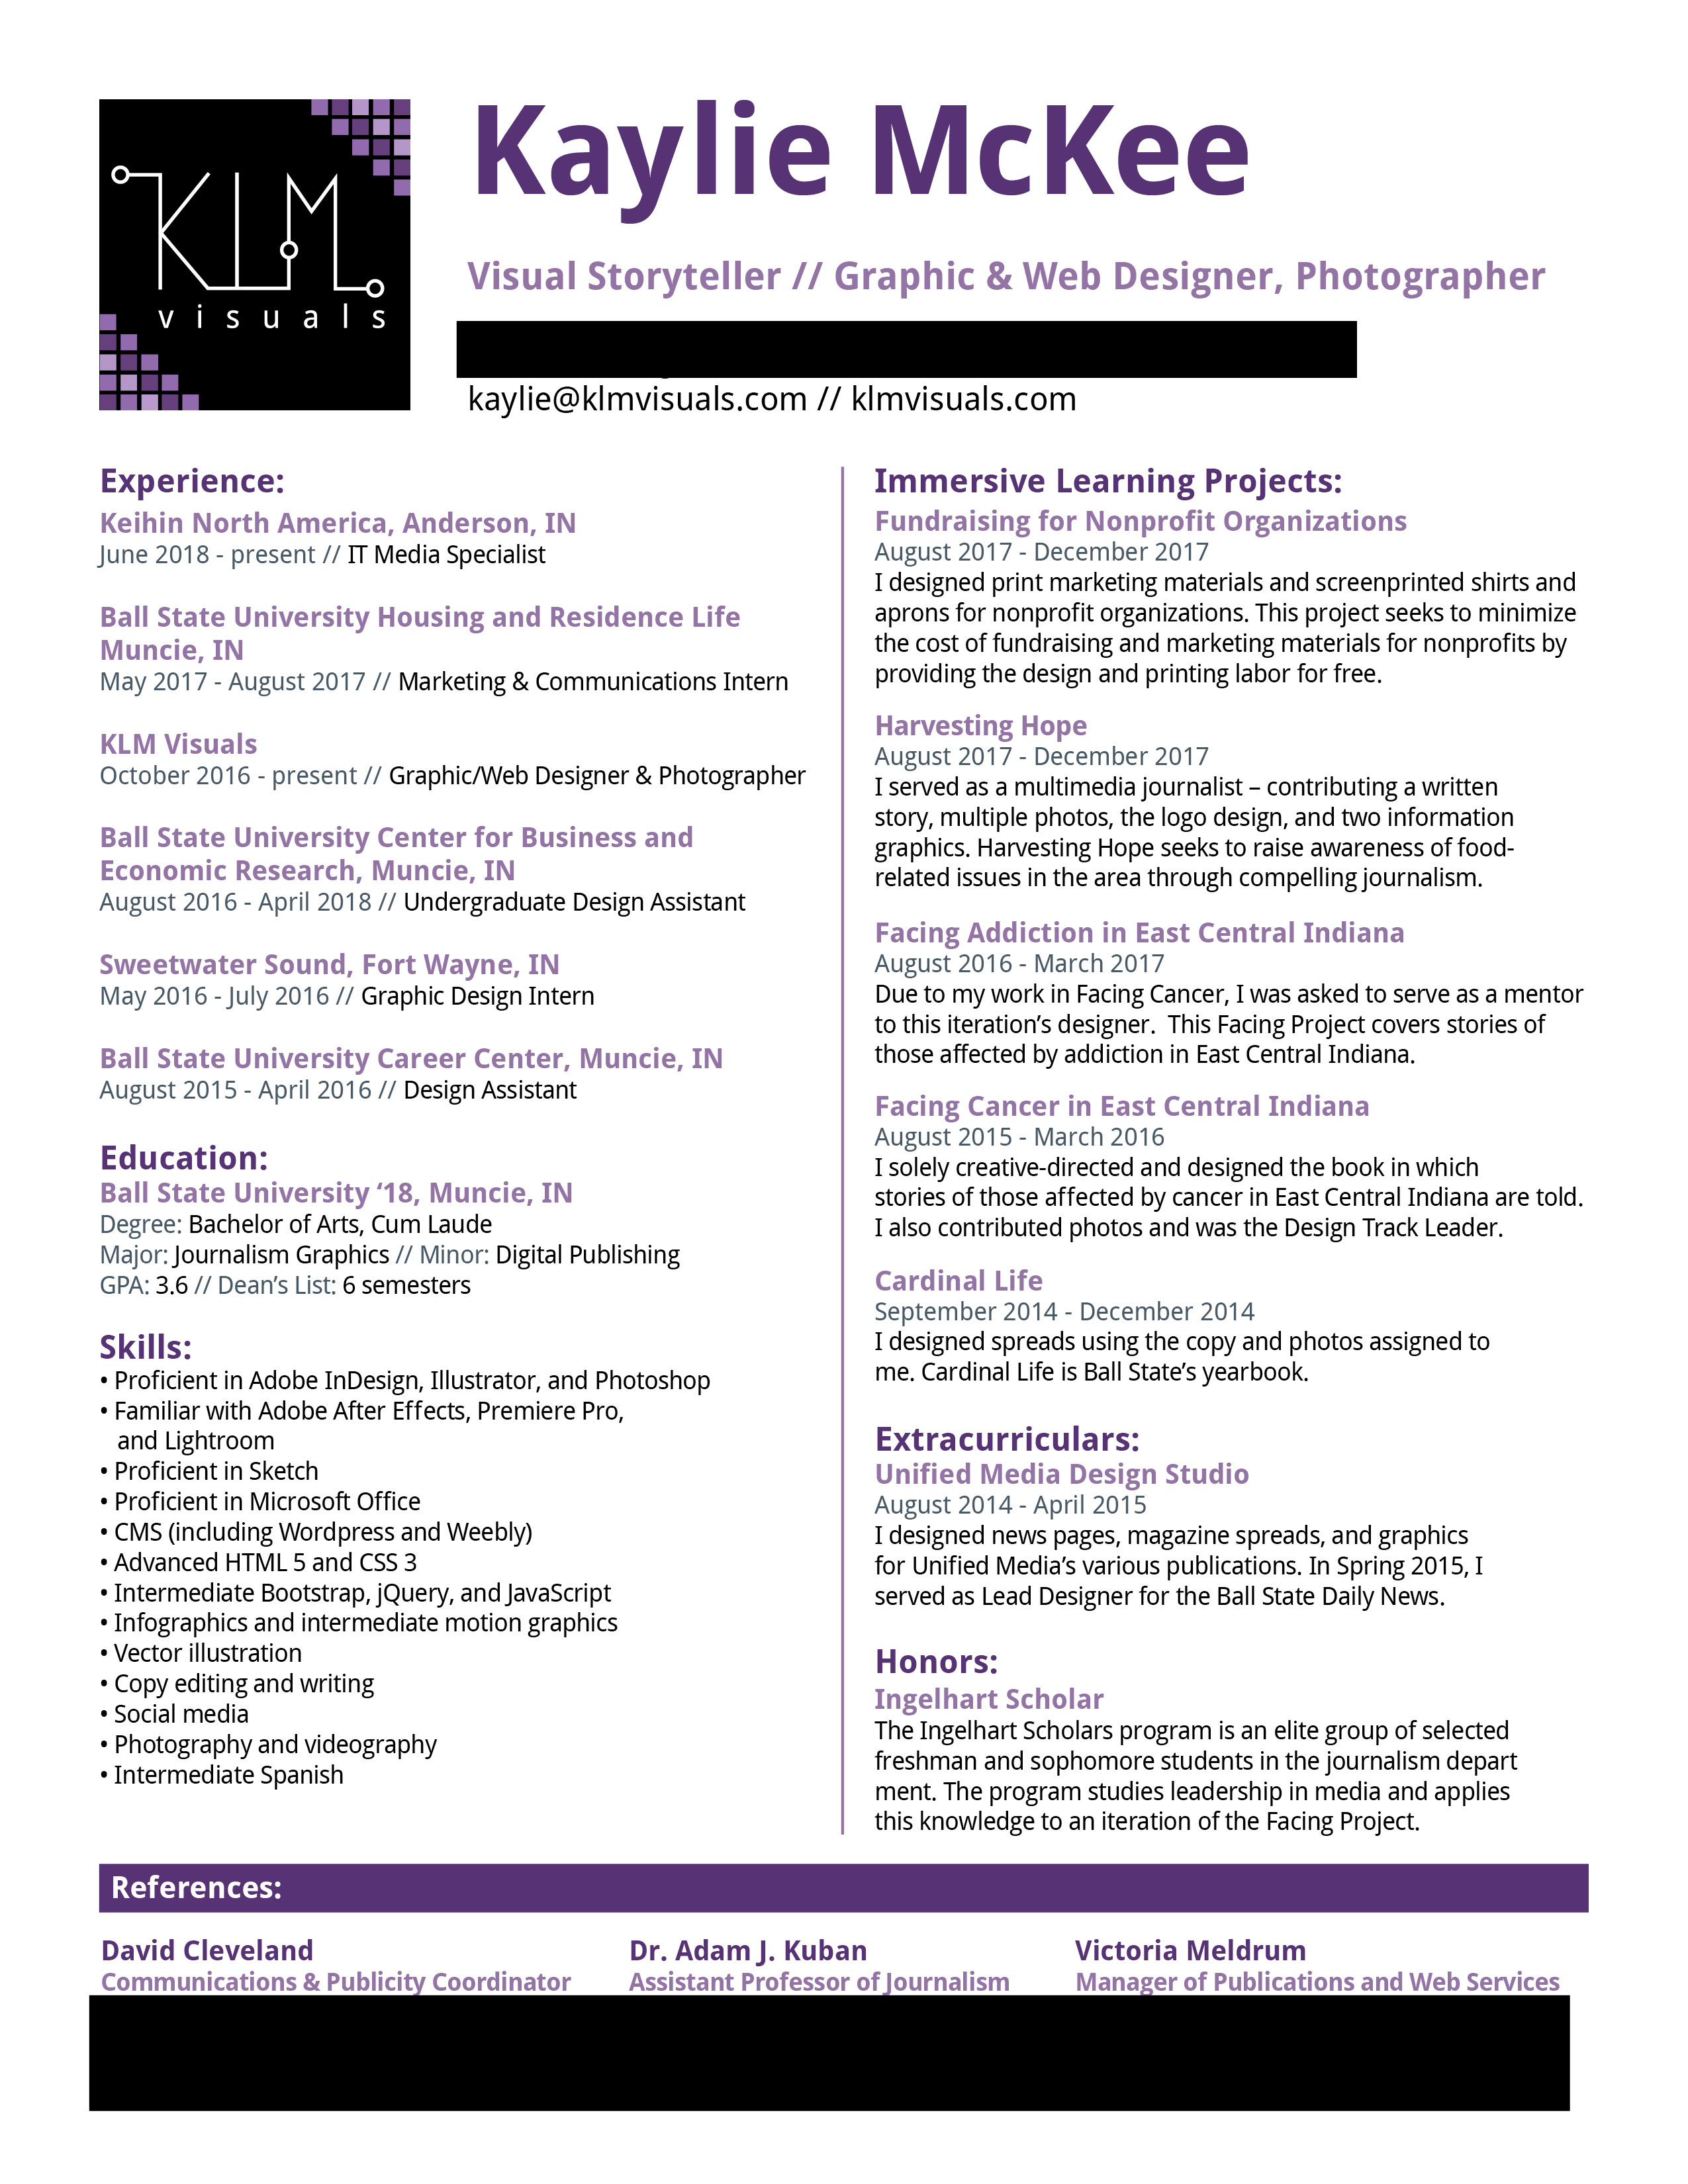 KLM
visuals
Kaylie McKee
Visual Storyteller // Graphic & Web Designer, Photographer
kaylie@klmvisuals.com // klmvisuals.com
Experience:
Keihin North America, Anderson, IN
June 2018 - present // IT Media Specialist
Ball State University Housing and Residence Life
Muncie, IN
May 2017 - August 2017 // Marketing & Communications Intern
KLM Visuals
October 2016 - present // Graphic/Web Designer & Photographer
Ball State University Center for Business and
Economic Research, Muncie, IN
August 2016 - April 2018 // Undergraduate Design Assistant
Sweetwater Sound, Fort Wayne, IN
May 2016 - July 2016 // Graphic Design Intern
Ball State University Career Center, Muncie, IN
August 2015 - April 2016 // Design Assistant
Education:
Ball State University ‘18, Muncie, IN
Degree: Bachelor of Arts, Cum Laude
Major: Journalism Graphics // Minor: Digital Publishing
GPA: 3.6 // Dean’s List: 6 semesters
Skills:
• Proficient in Adobe InDesign, Illustrator, and Photoshop
• Familiar with Adobe After Effects, Premiere Pro,
and Lightroom
• Proficient in Sketch
• Proficient in Microsoft Office
• CMS (including Wordpress and Weebly)
• Advanced HTML 5 and CSS 3
• Intermediate Bootstrap, jQuery, and JavaScript
• Infographics and intermediate motion graphics
• Vector illustration
• Copy editing and writing
• Social media
• Photography and videography
• Intermediate Spanish
Immersive Learning Projects:
Fundraising for Nonprofit Organizations
August 2017 - December 2017
I designed print marketing materials and screenprinted shirts and
aprons for nonprofit organizations. This project seeks to minimize
the cost of fundraising and marketing materials for nonprofits by
providing the design and printing labor for free.
Harvesting Hope
August 2017 - December 2017
I served as a multimedia journalist – contributing a written
story, multiple photos, the logo design, and two information
graphics. Harvesting Hope seeks to raise awareness of food-
related issues in the area through compelling journalism.
Facing Addiction in East Central Indiana
August 2016 - March 2017
Due to my work in Facing Cancer, I was asked to serve as a mentor
to this iteration’s designer.  This Facing Project covers stories of
those affected by addiction in East Central Indiana.
Facing Cancer in East Central Indiana
August 2015 - March 2016
I solely creative-directed and designed the book in which
stories of those affected by cancer in East Central Indiana are told.
I also contributed photos and was the Design Track Leader.
Cardinal Life
September 2014 - December 2014
I designed spreads using the copy and photos assigned to
me. Cardinal Life is Ball State’s yearbook.
Extracurriculars:
Unified Media Design Studio
August 2014 - April 2015
I designed news pages, magazine spreads, and graphics
for Unified Media’s various publications. In Spring 2015, I
served as Lead Designer for the Ball State Daily News.
Honors:
Ingelhart Scholar
The Ingelhart Scholars program is an elite group of selected
freshman and sophomore students in the journalism depart
ment. The program studies leadership in media and applies
this knowledge to an iteration of the Facing Project.
References:
David Cleveland
Communications & Publicity Coordinator
Dr. Adam J. Kuban
Assistant Professor of Journalism
Victoria Meldrum
Manager of Publications and Web Services